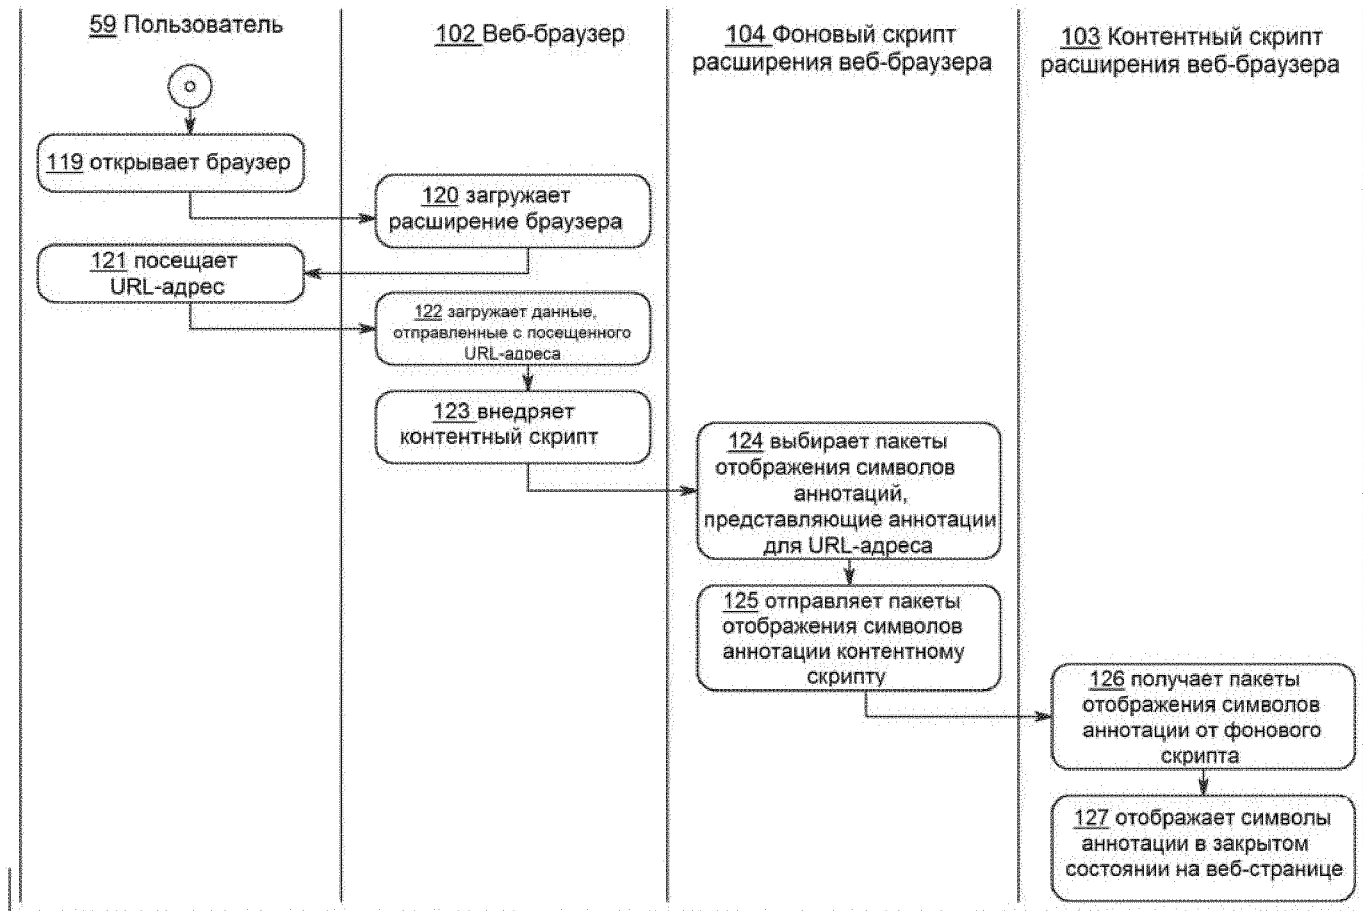 59 Пользователь
102 Веб-браузер
104 Фоновый скрипт
расширения веб-браузера
103 Контентный скрипт
расширения веб-браузера
119 открывает браузер
120 загружает
расширение браузера
121 посещает
URL-адрес
122 загружает данные,
отправленные с посещенного
URL-адреса
123 внедряет
контентный скрипт
124 выбирает пакеты
отображения символов
аннотаций,
представляющие аннотации
для URL-адреса
125 отправляет пакеты
отображения символов
аннотации контентному
скрипту
126 получает пакеты
отображения символов
аннотации от фонового
скрипта
127 отображает символы
аннотации в закрытом
состоянии на веб-странице